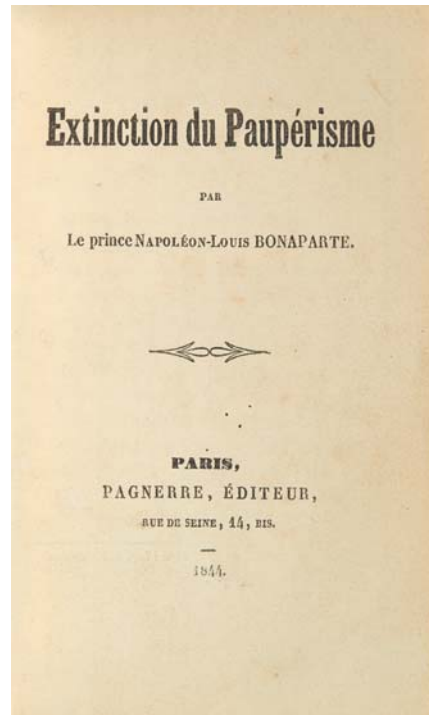 Extinction du Paupérisme
PAR
Le prince NAPOLÉON-LOUIS BONAPARTE.
PARIS,
PAGNERRE, ÉDITEUR,
RUE DE SEINE, 14, BIS.
1844.